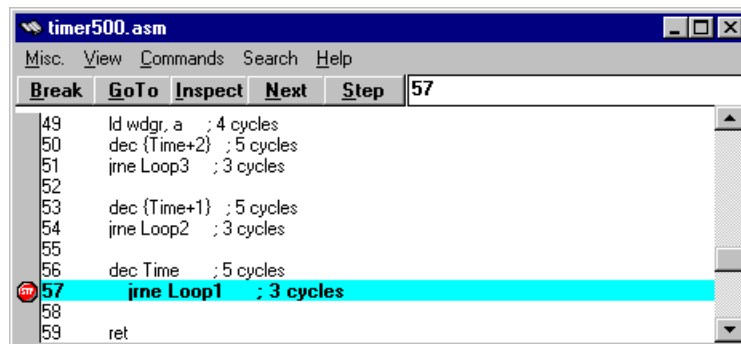 timer500.asm
Misc. View Commands Search Help
Break GoTo Inspect Next Step 57
49 ld wdgr, a ; 4 cycles
50 dec {Time+2} ; 5 cycles
51 jrne Loop3 ; 3 cycles
52
53 dec {Time+1} ; 5 cycles
54 jrne Loop2 ; 3 cycles
55
56 dec Time ; 5 cycles
STP 57 jrne Loop1 ; 3 cycles
58
59 ret